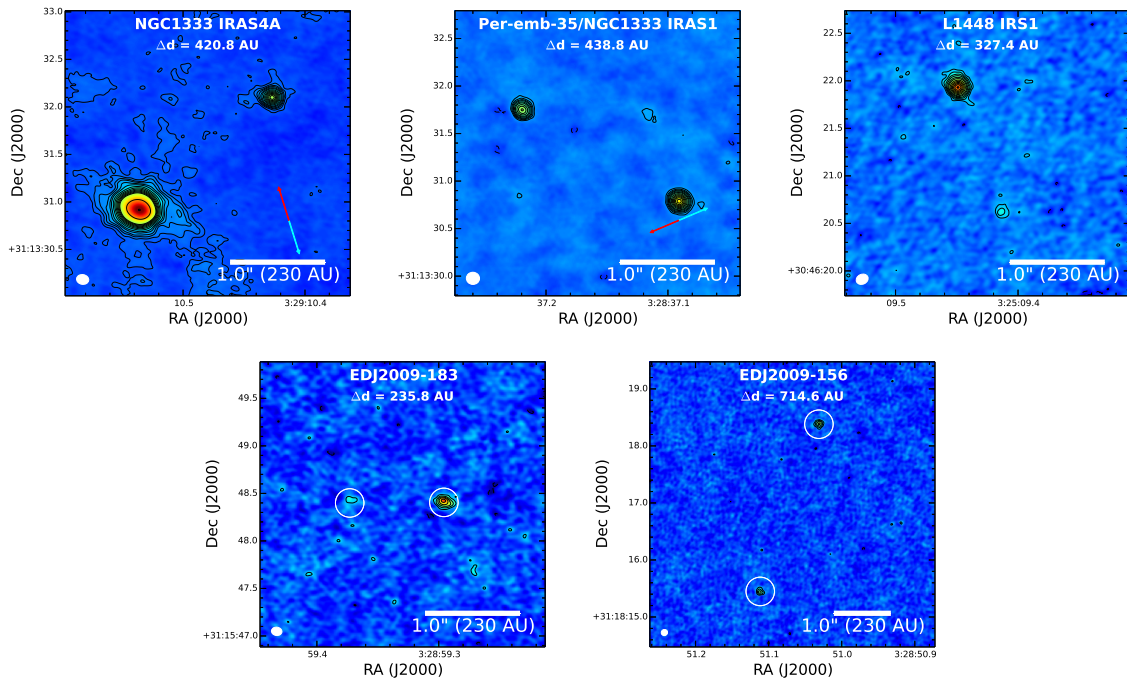 NGC1333 IRAS4A
Δd = 420.8 AU
33.0
32.5
32.0
31.5
31.0
+31:13:30.5
Dec (J2000)
1.0" (230 AU)
10.5
3:29:10.4
RA (J2000)
Per-emb-35/NGC1333 IRAS1
Δd = 438.8 AU
32.5
32.0
31.5
31.0
30.5
+31:13:30.0
Dec (J2000)
1.0" (230 AU)
37.2
3:28:37.1
RA (J2000)
L1448 IRS1
Δd = 327.4 AU
22.5
22.0
21.5
21.0
20.5
+30:46:20.0
Dec (J2000)
1.0" (230 AU)
09.5
3:25:09.4
RA (J2000)
EDJ2009-183
Δd = 235.8 AU
49.5
49.0
48.5
48.0
47.5
+31:15:47.0
Dec (J2000)
1.0" (230 AU)
59.4
3:28:59.3
RA (J2000)
EDJ2009-156
Δd = 714.6 AU
19.0
18.0
17.0
16.0
+31:18:15.0
Dec (J2000)
1.0" (230 AU)
51.2
51.1
51.0
3:28:50.9
RA (J2000)